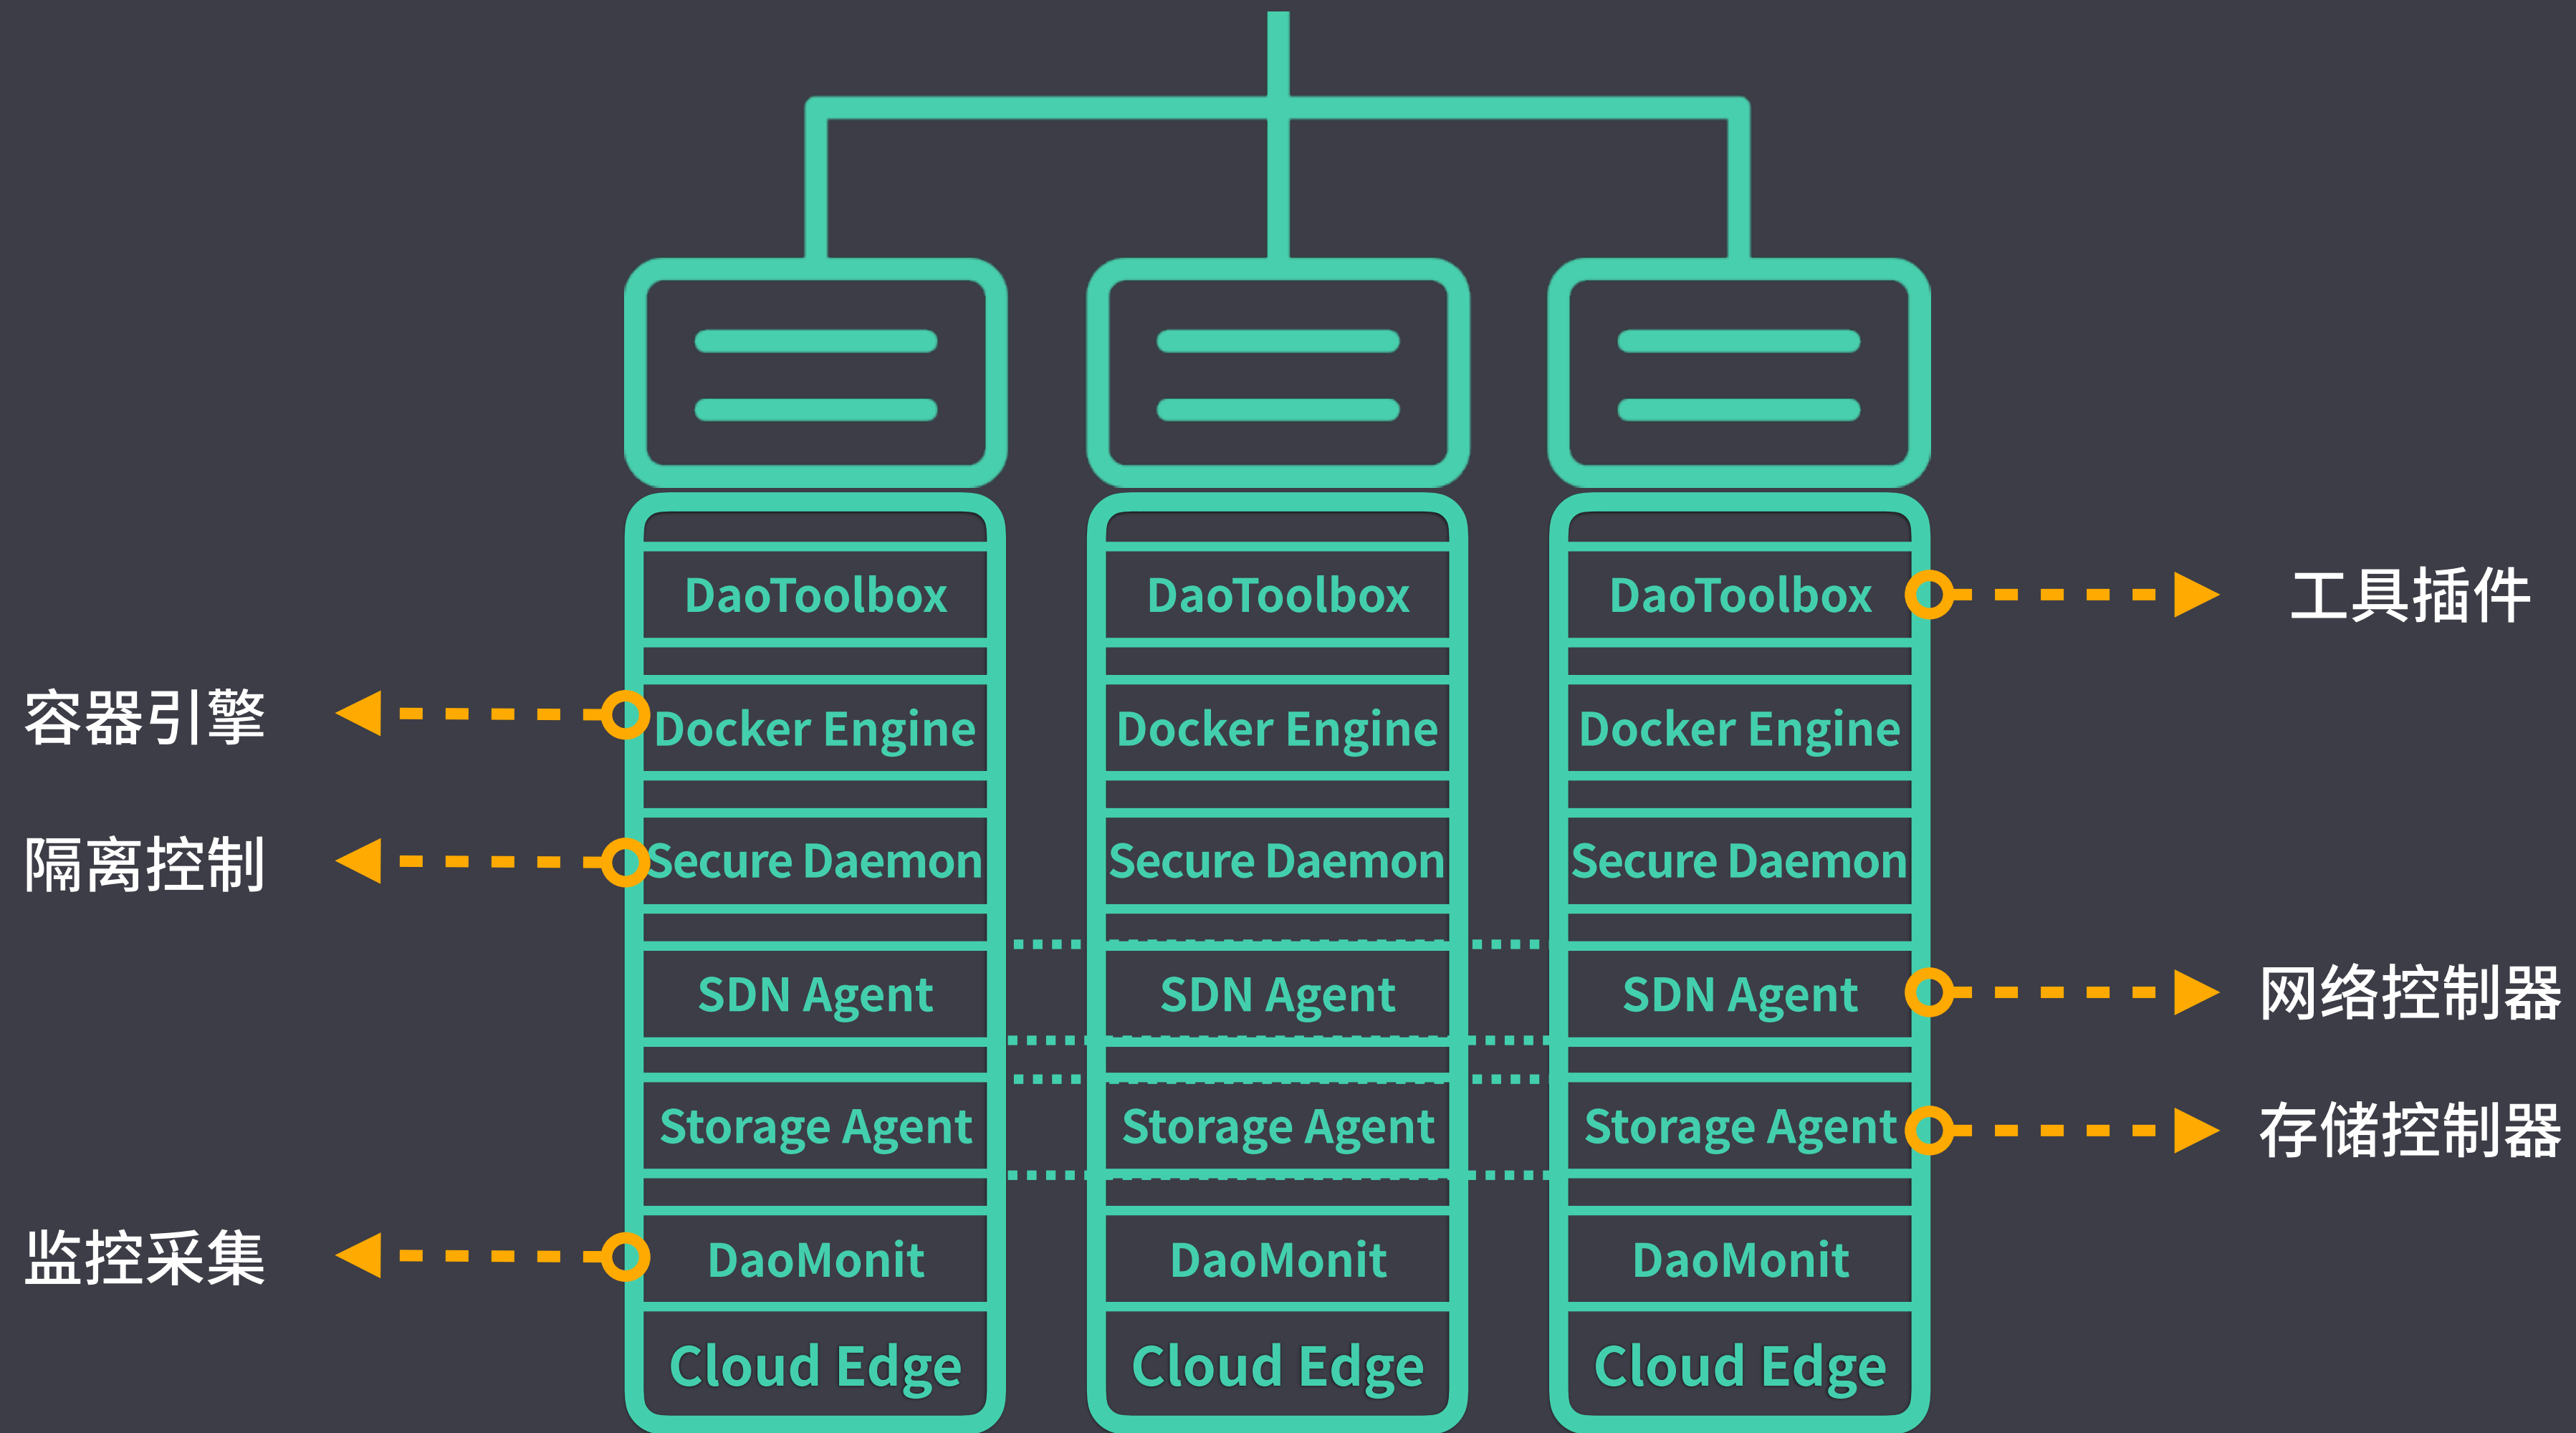 DaoToolbox DaoToolbox DaoToolbox 工具插件
容器引擎 Docker Engine Docker Engine Docker Engine
隔离控制 Secure Daemon Secure Daemon Secure Daemon
SDN Agent SDN Agent SDN Agent 网络控制器
Storage Agent Storage Agent Storage Agent 存储控制器
监控采集 DaoMonit DaoMonit DaoMonit
Cloud Edge Cloud Edge Cloud Edge